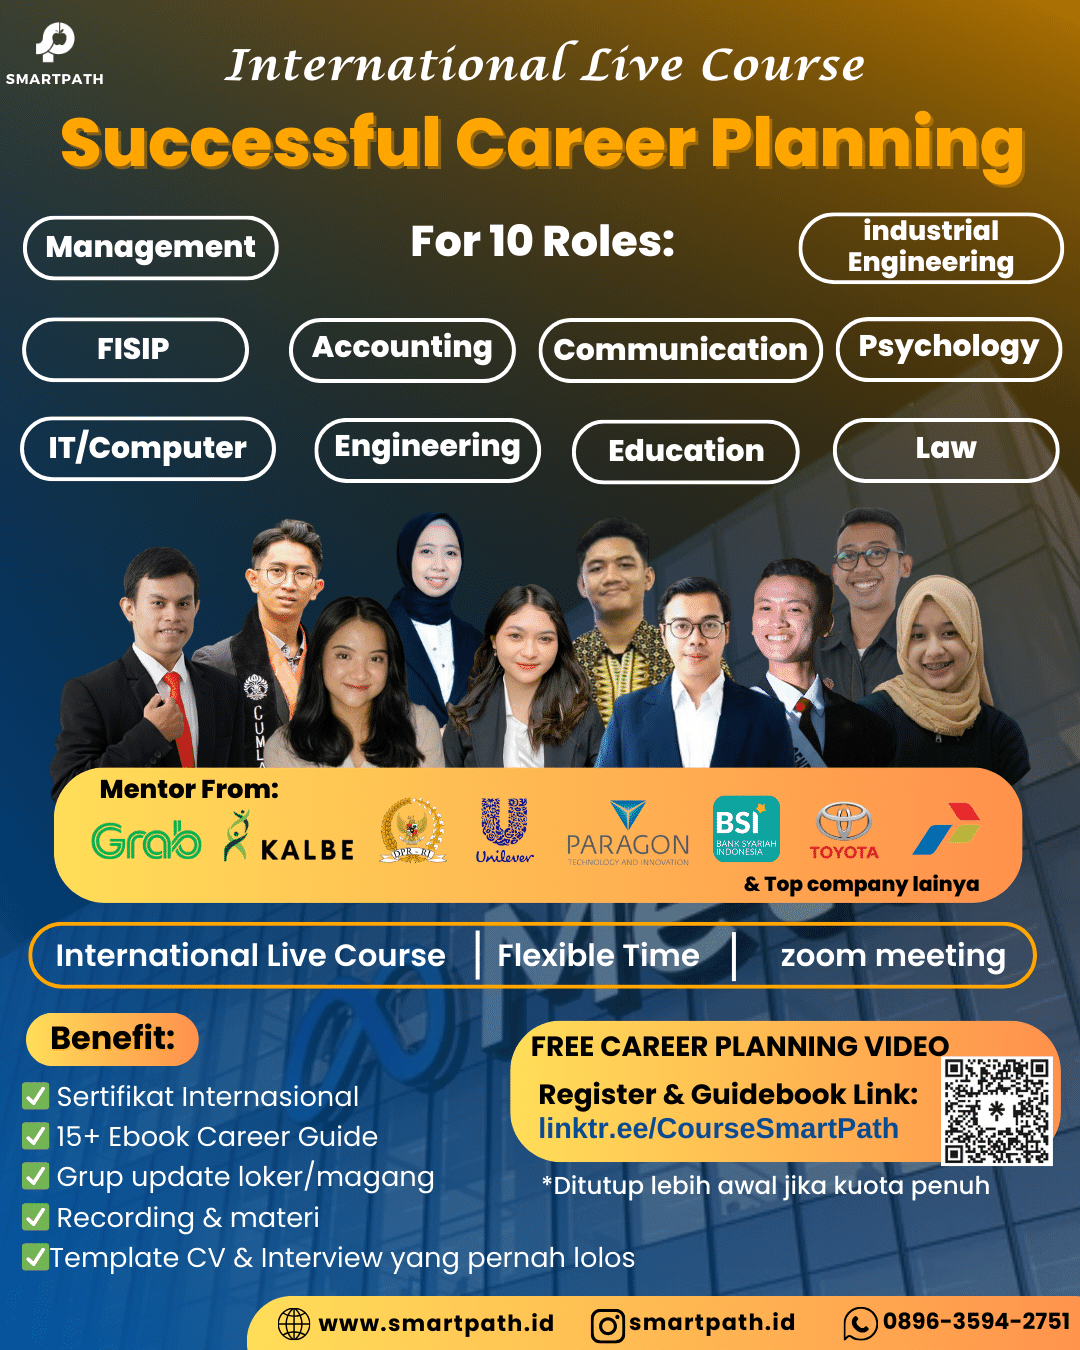 SMARTPATH
International Live Course
Successful Career Planning
For 10 Roles:
Management
industrial
Engineering
FISIP
Accounting
Communication
Psychology
IT/Computer
Engineering
Education
Law
CUMLA
Mentor From:
Grab
KALBE
DPR - RI
Unilever
PARAGON
TECHNOLOGY AND INNOVATION
BSI
BANK SYARIAH
INDONESIA
TOYOTA
& Top company lainya
International Live Course | Flexible Time | zoom meeting
Benefit:
✅ Sertifikat Internasional
✅ 15+ Ebook Career Guide
✅ Grup update loker/magang
✅ Recording & materi
✅Template CV & Interview yang pernah lolos
FREE CAREER PLANNING VIDEO
Register & Guidebook Link:
linktr.ee/CourseSmartPath
*Ditutup lebih awal jika kuota penuh
www.smartpath.id
smartpath.id
0896-3594-2751